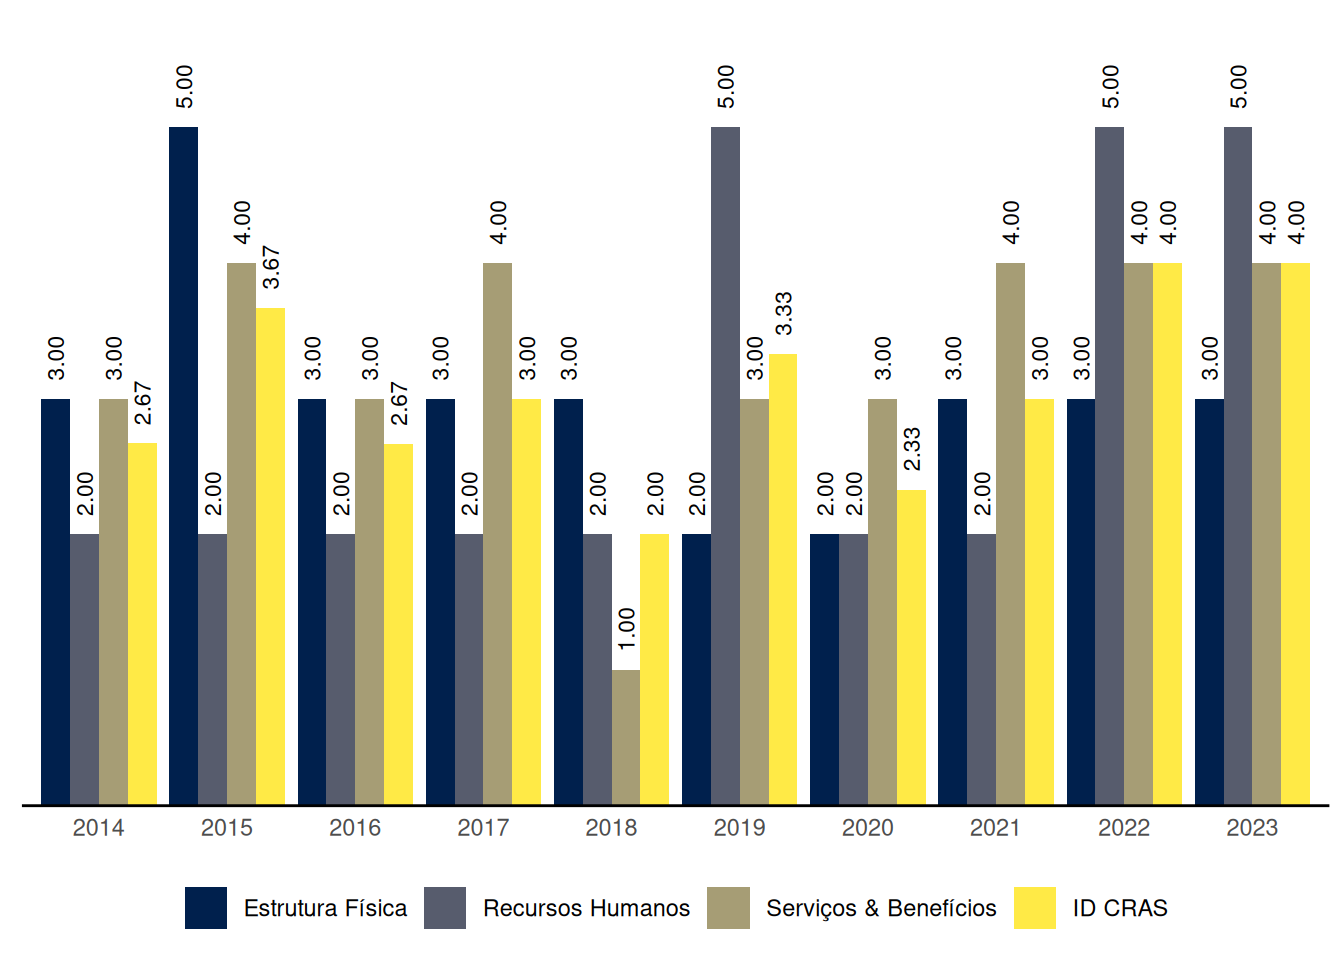 5.00 5.00 5.00 5.00
4.00 4.00 4.00 4.00 4.00 4.00 4.00
3.67
3.33
3.00 3.00 3.00 3.00 3.00 3.00 3.00 3.00 3.00 3.00 3.00 3.00 3.00
2.67 2.67
2.33
2.00 2.00 2.00 2.00 2.00 2.00 2.00 2.00 2.00 2.00
1.00
2014 2015 2016 2017 2018 2019 2020 2021 2022 2023
Estrutura Física Recursos Humanos Serviços & Benefícios ID CRAS